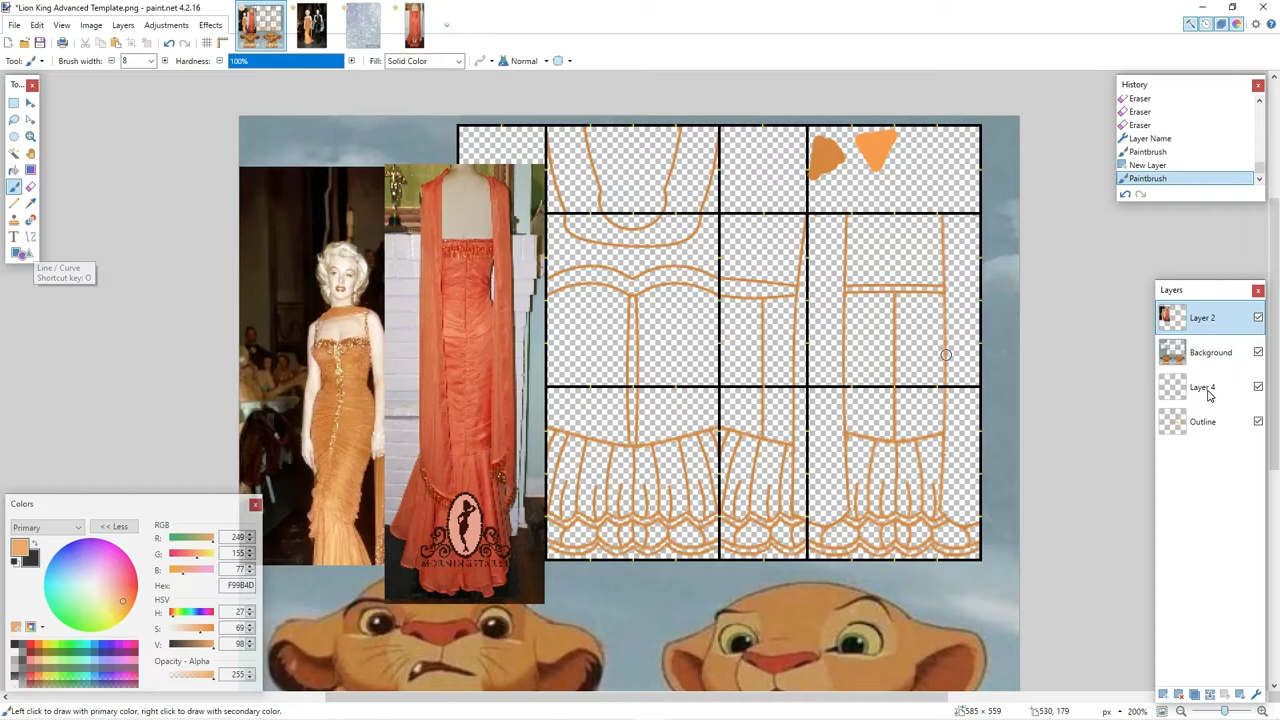 *Lion King Advanced Template.png - paint.net 4.2.16
File Edit View Image Layers Adjustments Effects
Tool: Brush width: 8 Hardness: 100% Fill: Solid Color Normal
To...
Line / Curve
Shortcut key: O
MORNINGSTAR
History
Eraser
Eraser
Eraser
Layer Name
Paintbrush
New Layer
Paintbrush
Layers
Layer 2
Background
Layer 4
Outline
Colors
Primary
<< Less
RGB
R: 249
G: 155
B: 77
Hex: F99B4D
HSV
H: 27
S: 69
V: 98
Opacity - Alpha
255
Left click to draw with primary color, right click to draw with secondary color.
585 × 559
530, 179
px
200%